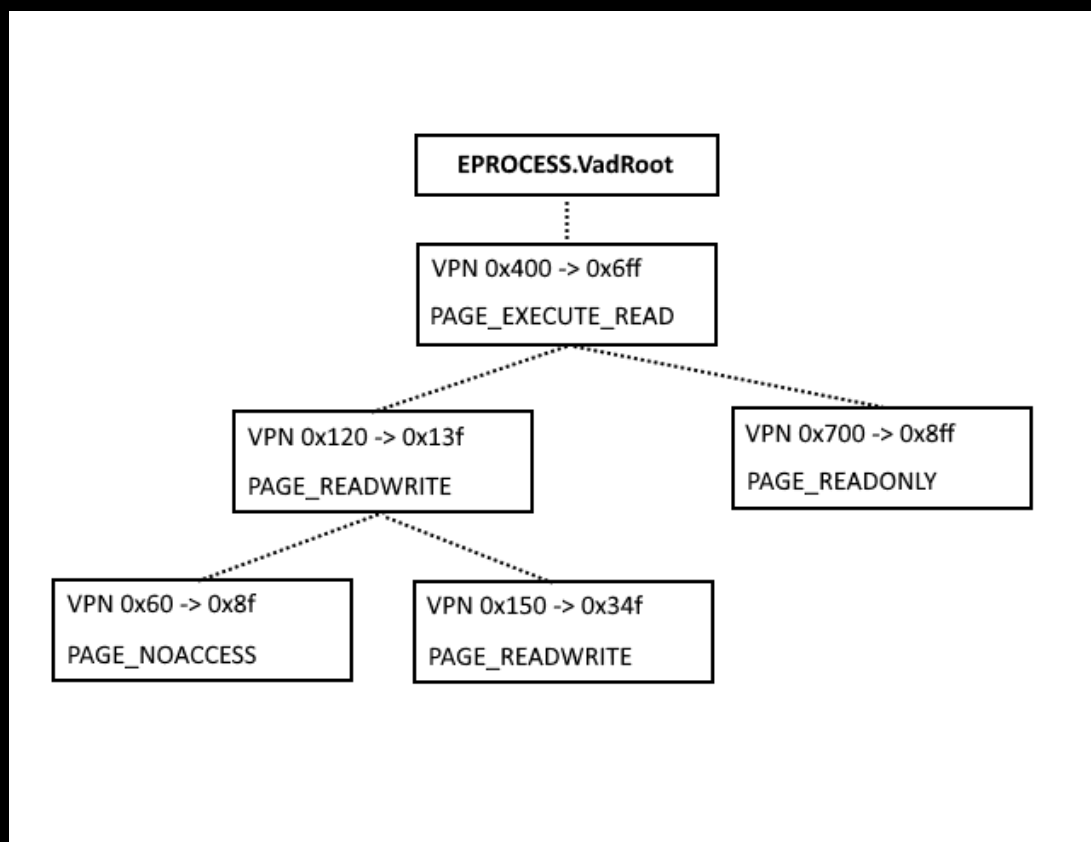 EPROCESS.VadRoot
VPN 0x400 -> 0x6ff
PAGE_EXECUTE_READ
VPN 0x120 -> 0x13f
PAGE_READWRITE
VPN 0x700 -> 0x8ff
PAGE_READONLY
VPN 0x60 -> 0x8f
PAGE_NOACCESS
VPN 0x150 -> 0x34f
PAGE_READWRITE